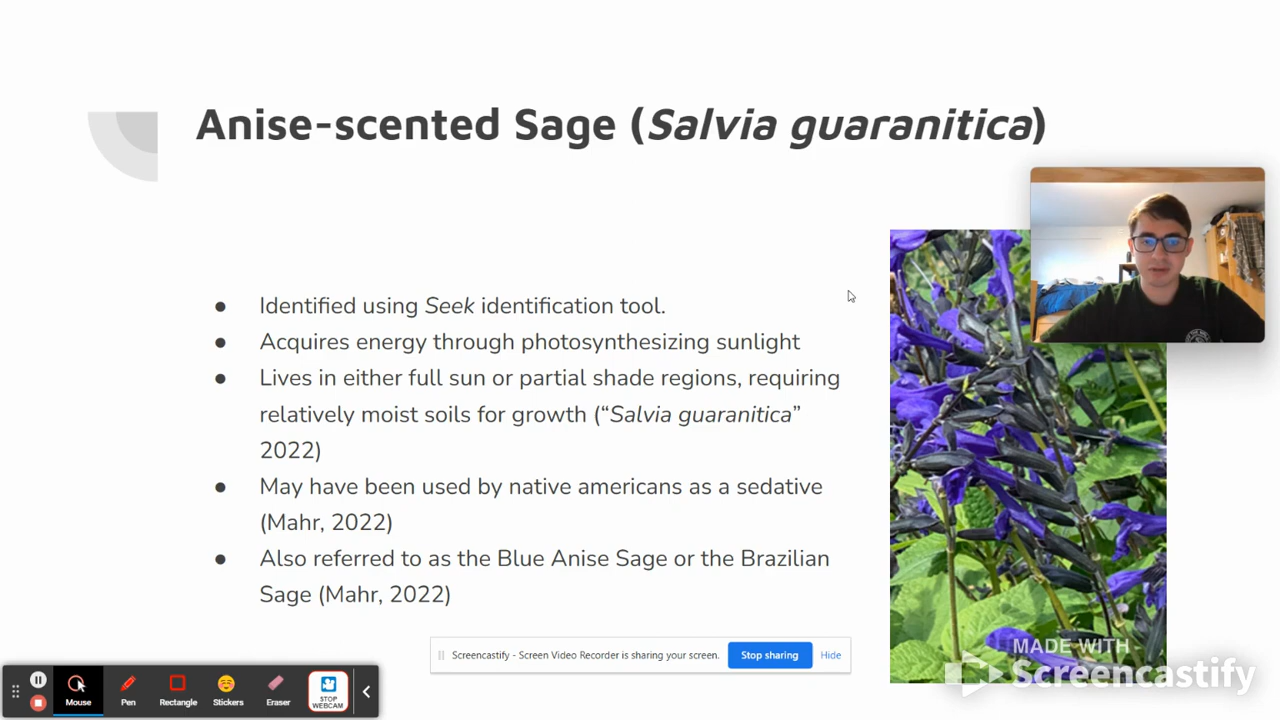 Anise-scented Sage (Salvia guaranitica)
● Identified using Seek identification tool.
● Acquires energy through photosynthesizing sunlight
● Lives in either full sun or partial shade regions, requiring
relatively moist soils for growth (“Salvia guaranitica”
2022)
● May have been used by native americans as a sedative
(Mahr, 2022)
● Also referred to as the Blue Anise Sage or the Brazilian
Sage (Mahr, 2022)
Screencastify - Screen Video Recorder is sharing your screen. Stop sharing Hide
MADE WITH
Screencastify
Mouse Pen Rectangle Stickers Eraser STOP
WEBCAM